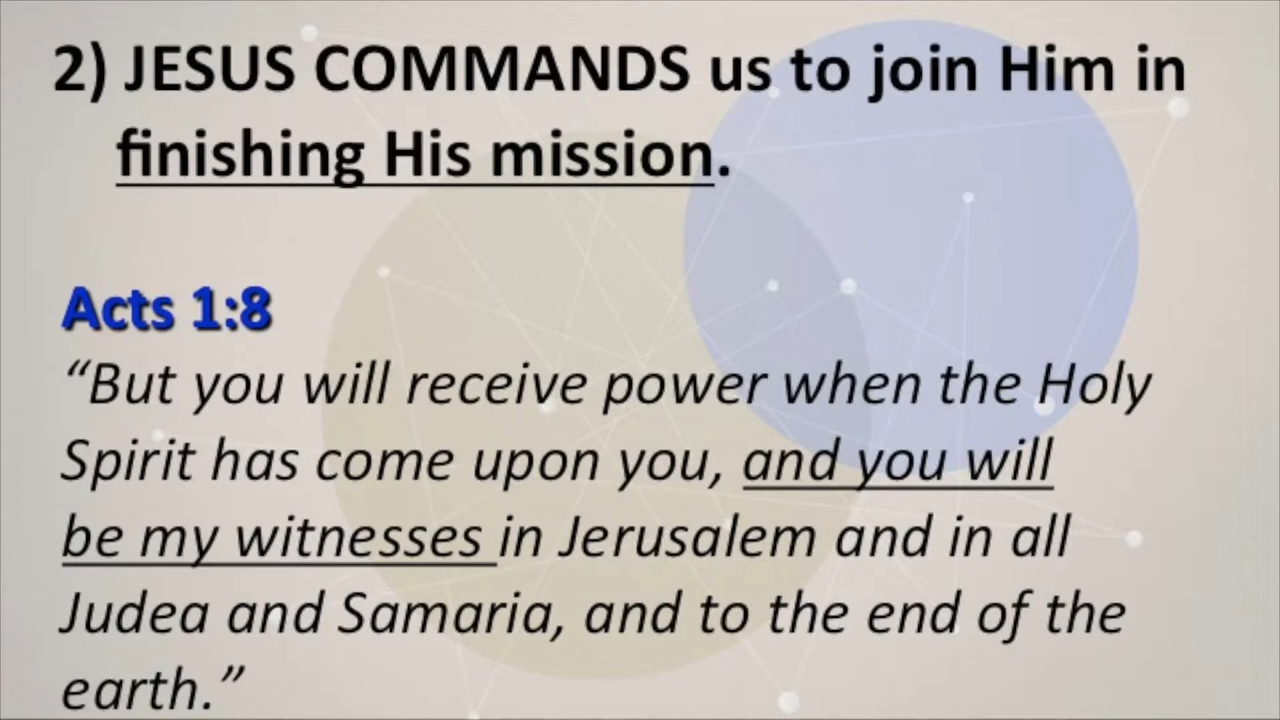 2) JESUS COMMANDS us to join Him in
finishing His mission.
Acts 1:8
“But you will receive power when the Holy
Spirit has come upon you, and you will
be my witnesses in Jerusalem and in all
Judea and Samaria, and to the end of the
earth.”